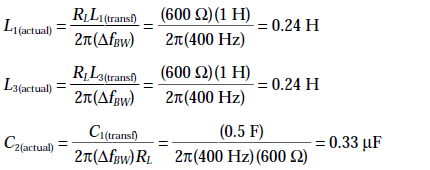 L1(actual) = RLL1(transf) / 2π(ΔfBW) = (600 Ω)(1 H) / 2π(400 Hz) = 0.24 H
L3(actual) = RLL3(transf) / 2π(ΔfBW) = (600 Ω)(1 H) / 2π(400 Hz) = 0.24 H
C2(actual) = C1(transf) / 2π(ΔfBW)RL = (0.5 F) / 2π(400 Hz)(600 Ω) = 0.33 μF